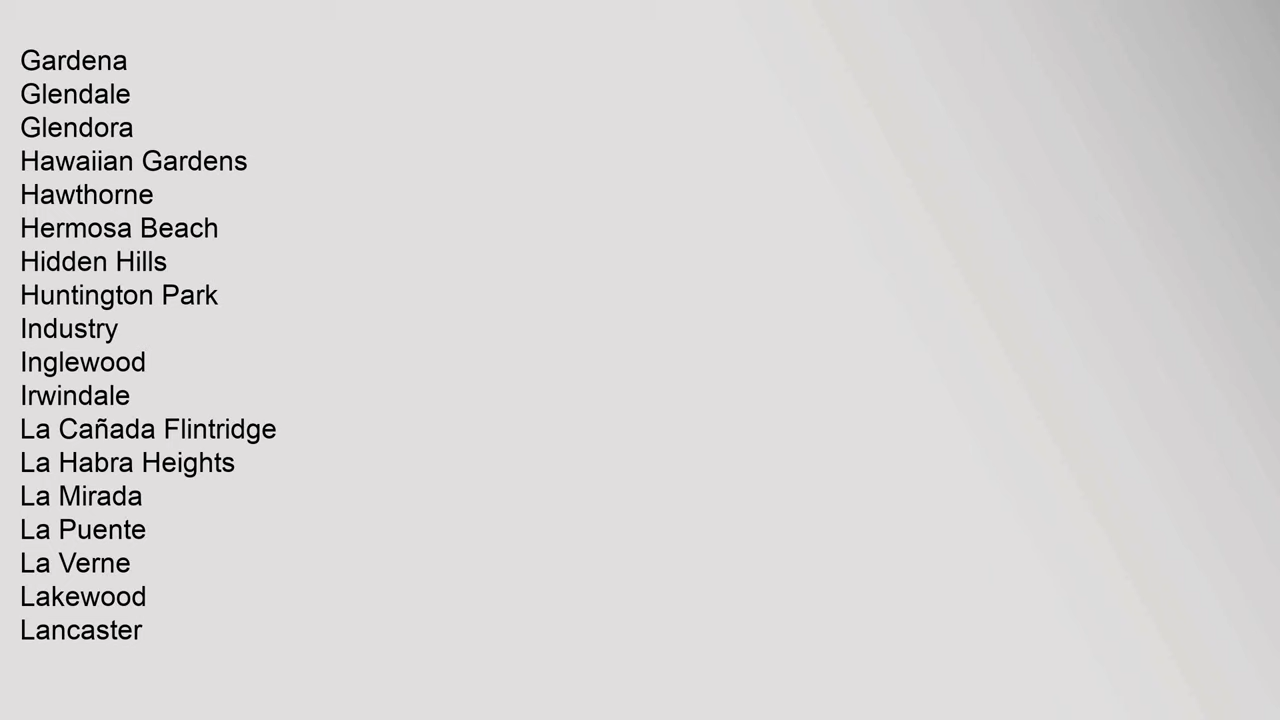 Gardena
Glendale
Glendora
Hawaiian Gardens
Hawthorne
Hermosa Beach
Hidden Hills
Huntington Park
Industry
Inglewood
Irwindale
La Cañada Flintridge
La Habra Heights
La Mirada
La Puente
La Verne
Lakewood
Lancaster